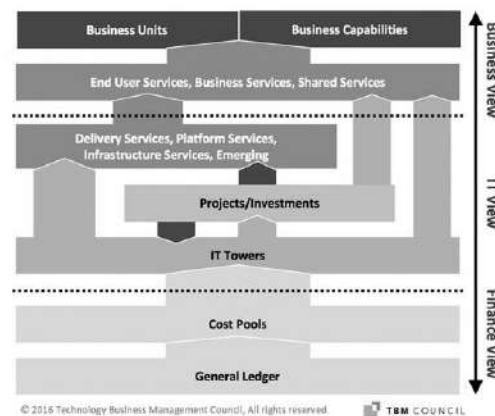 Business Units
Business Capabilities
End User Services, Business Services, Shared Services
Delivery Services, Platform Services,
Infrastructure Services, Emerging
Projects/Investments
IT Towers
Cost Pools
General Ledger
Business View
IT View
Finance View
© 2016 Technology Business Management Council, All rights reserved.
TBM COUNCIL